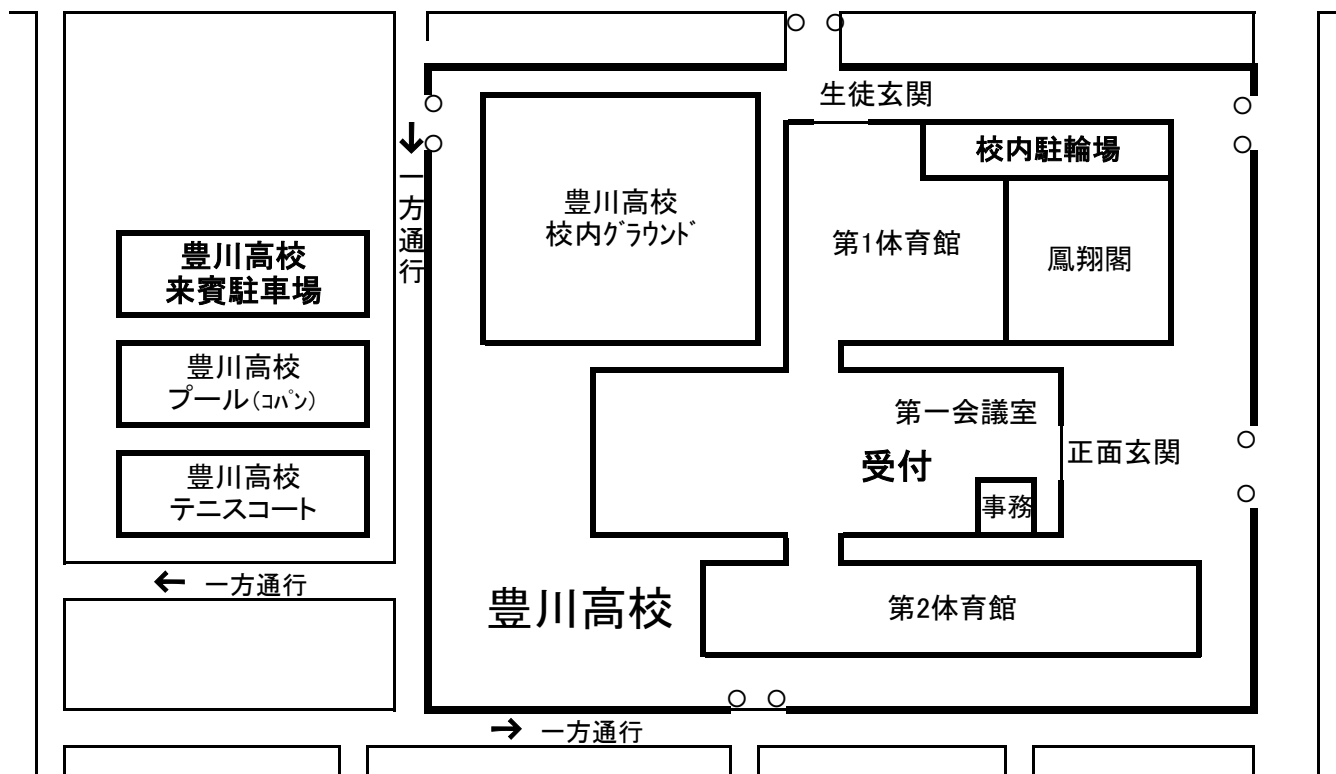 生徒玄関
校内駐輪場
一方通行
豊川高校
校内ｸﾞﾗｳﾝﾄﾞ
第1体育館
鳳翔閣
豊川高校
来賓駐車場
豊川高校
プール(ｺﾊﾟﾝ)
第一会議室
正面玄関
受付
豊川高校
テニスコート
事務
← 一方通行
豊川高校
第2体育館
→ 一方通行